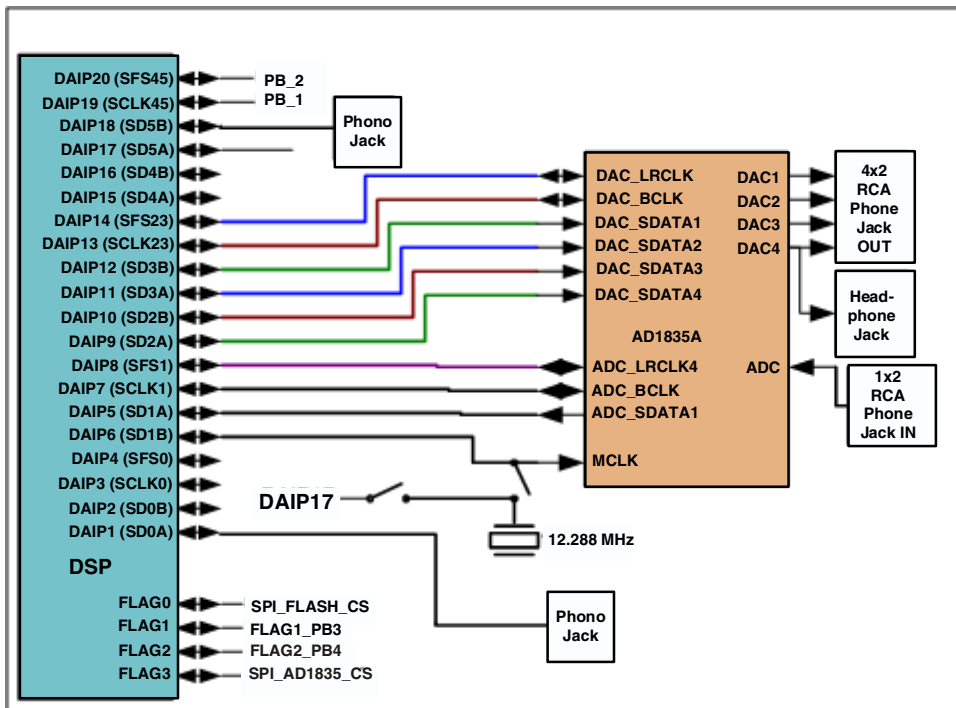 DAIP20 (SFS45)
DAIP19 (SCLK45)
DAIP18 (SD5B)
DAIP17 (SD5A)
DAIP16 (SD4B)
DAIP15 (SD4A)
DAIP14 (SFS23)
DAIP13 (SCLK23)
DAIP12 (SD3B)
DAIP11 (SD3A)
DAIP10 (SD2B)
DAIP9 (SD2A)
DAIP8 (SFS1)
DAIP7 (SCLK1)
DAIP5 (SD1A)
DAIP6 (SD1B)
DAIP4 (SFS0)
DAIP3 (SCLK0)
DAIP2 (SD0B)
DAIP1 (SD0A)
DSP
FLAG0
FLAG1
FLAG2
FLAG3
PB_2
PB_1
Phono
Jack
DAIP17
12.288 MHz
SPI_FLASH_CS
FLAG1_PB3
FLAG2_PB4
SPI_AD1835_CS
Phono
Jack
DAC_LRCLK
DAC_BCLK
DAC_SDATA1
DAC_SDATA2
DAC_SDATA3
DAC_SDATA4
AD1835A
ADC_LRCLK4
ADC_BCLK
ADC_SDATA1
MCLK
DAC1
DAC2
DAC3
DAC4
ADC
4x2
RCA
Phone
Jack
OUT
Head-
phone
Jack
1x2
RCA
Phone
Jack IN